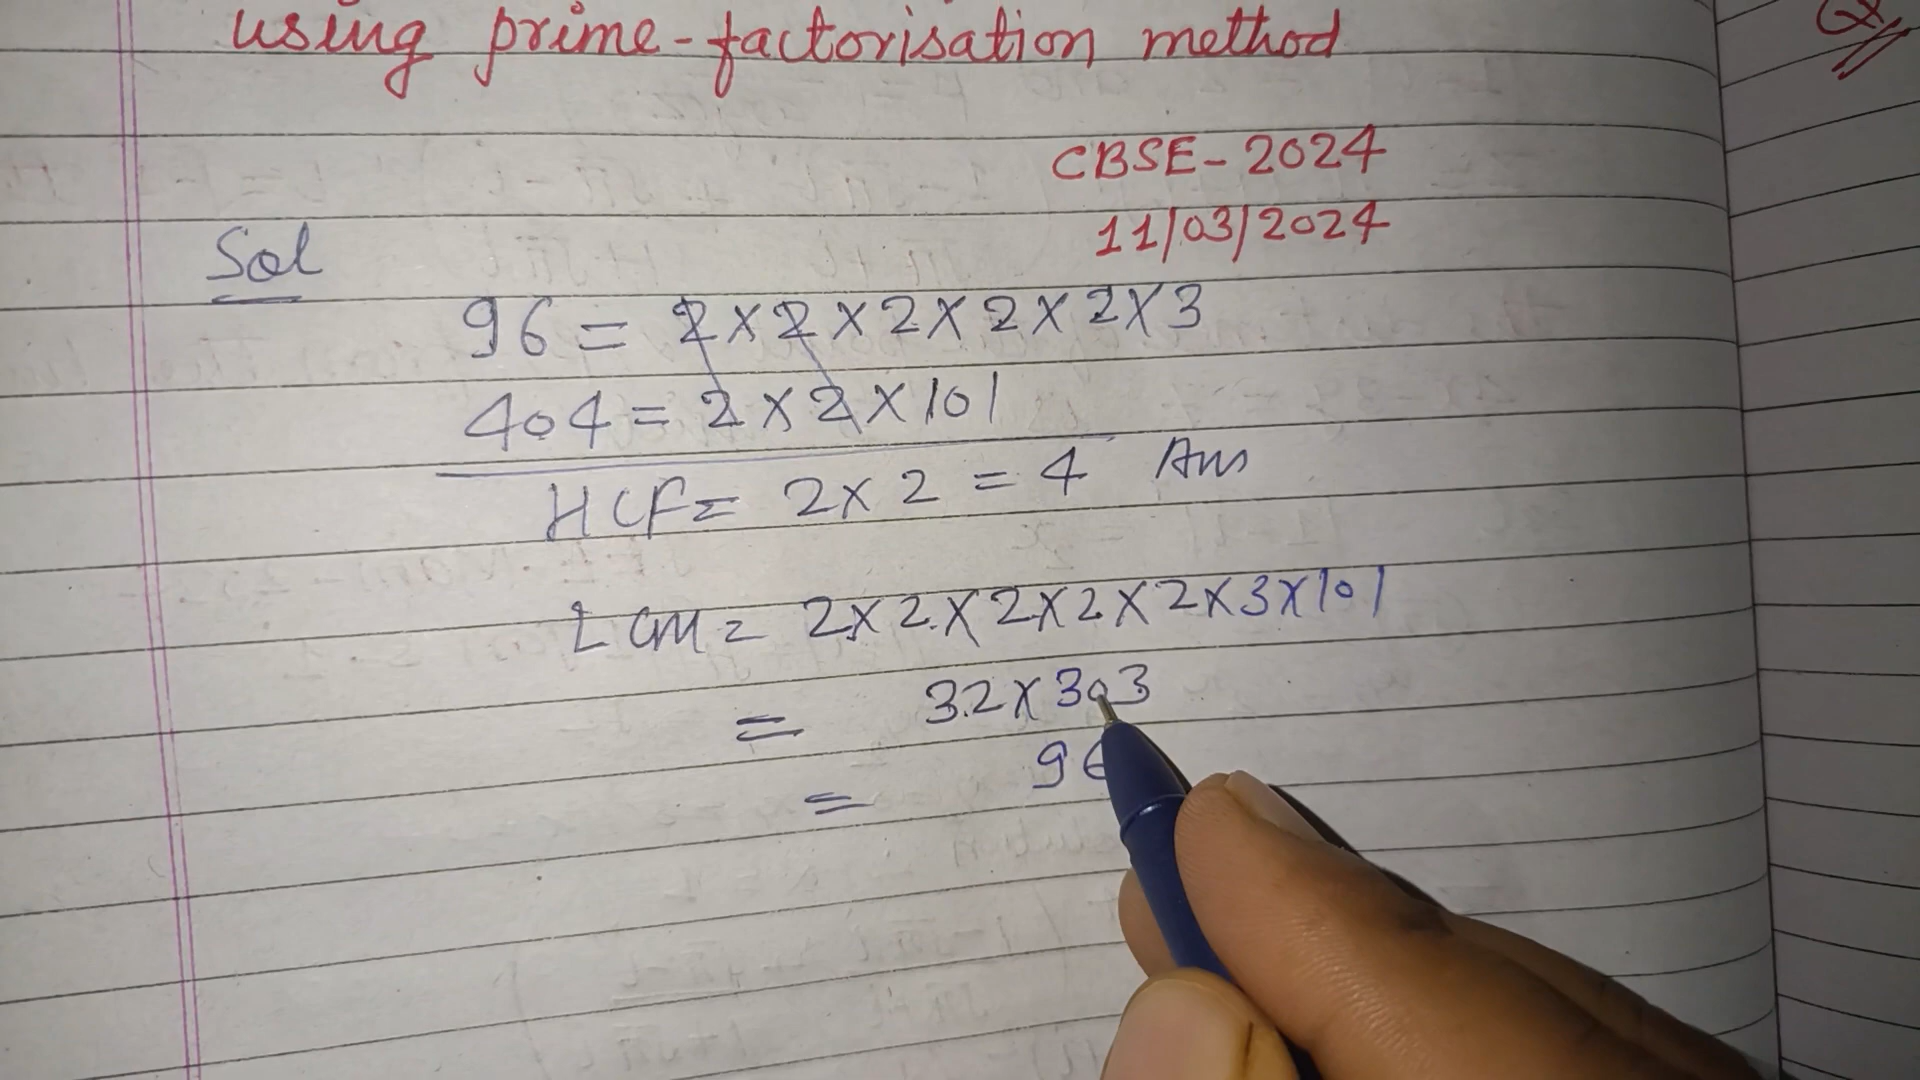 using prime-factorisation method
CBSE-2024
11/03/2024
Sol
96 = 2×2×2×2×2×3
404 = 2×2×101
HCF = 2×2 = 4 Ans
LCM = 2×2×2×2×2×3×101
= 32×303
= 96